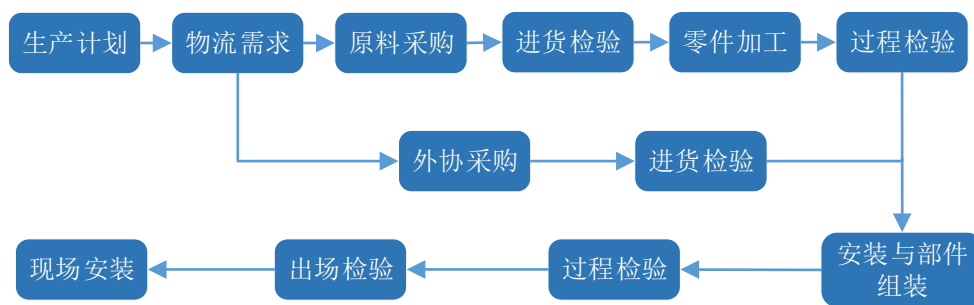 生产计划
物流需求
原料采购
进货检验
零件加工
过程检验
外协采购
进货检验
安装与部件
组装
过程检验
出场检验
现场安装